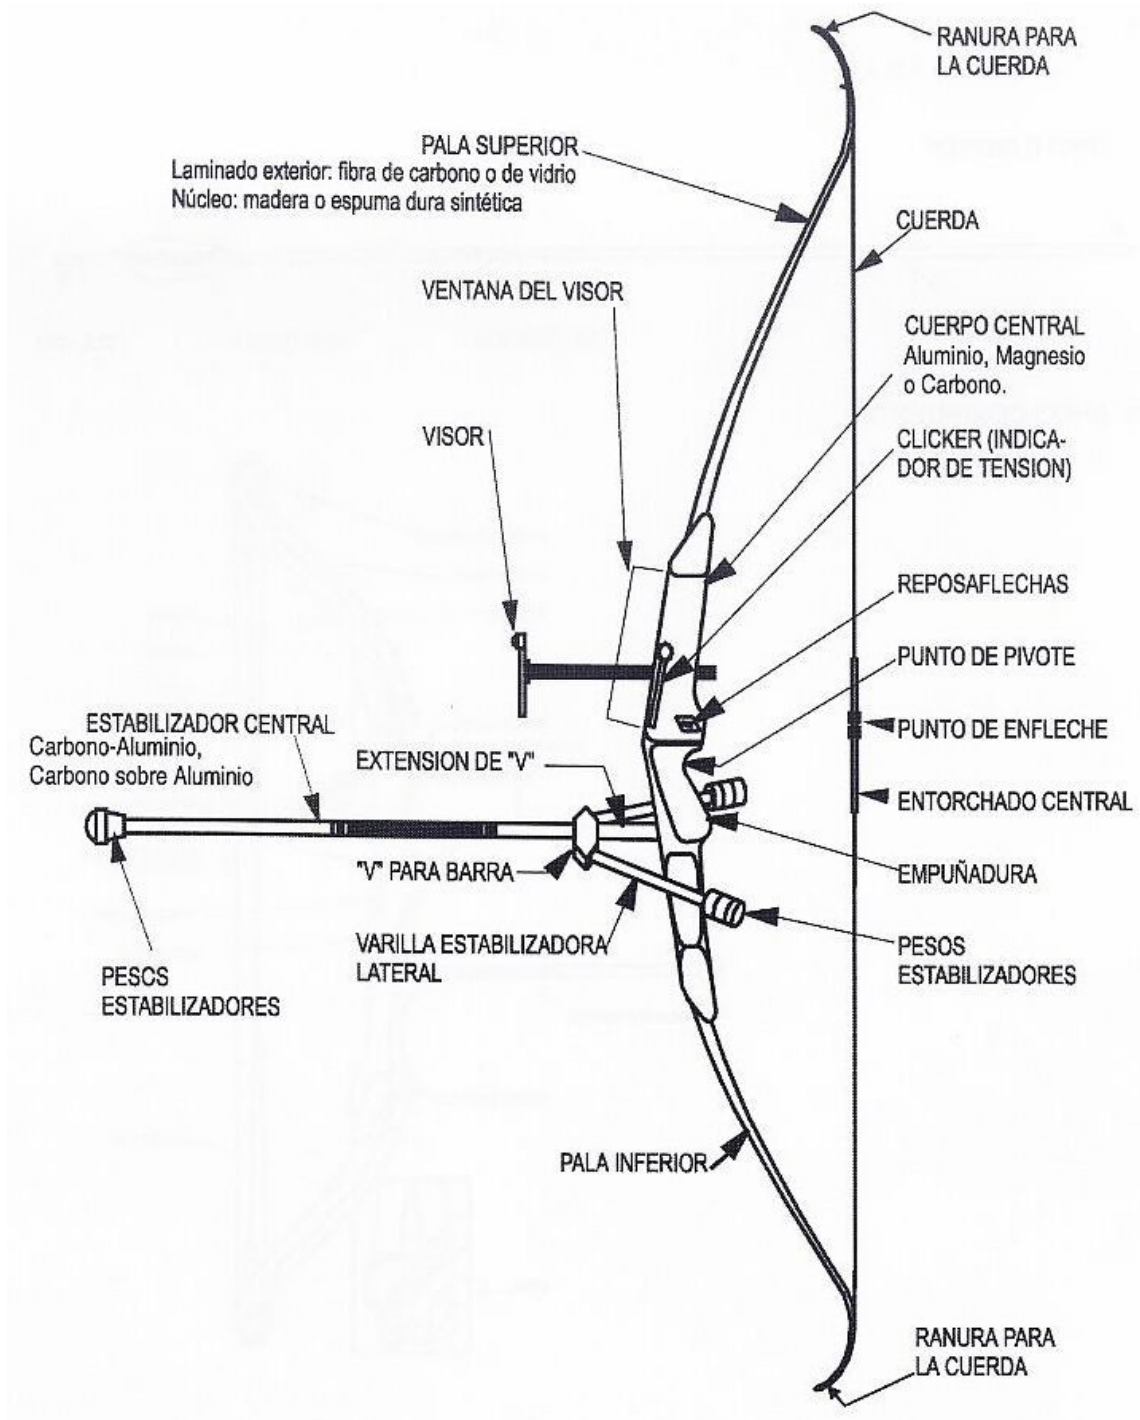 RANURA PARA
LA CUERDA
PALA SUPERIOR
Laminado exterior: fibra de carbono o de vidrio
Núcleo: madera o espuma dura sintética
CUERDA
VENTANA DEL VISOR
CUERPO CENTRAL
Aluminio, Magnesio
o Carbono.
VISOR
CLICKER (INDICA-
DOR DE TENSION)
REPOSAFLECHAS
PUNTO DE PIVOTE
ESTABILIZADOR CENTRAL
Carbono-Aluminio,
Carbono sobre Aluminio
PUNTO DE ENFLECHE
EXTENSION DE "V"
ENTORCHADO CENTRAL
"V" PARA BARRA
EMPUÑADURA
VARILLA ESTABILIZADORA
LATERAL
PESOS
ESTABILIZADORES
PESCS
ESTABILIZADORES
PALA INFERIOR
RANURA PARA
LA CUERDA